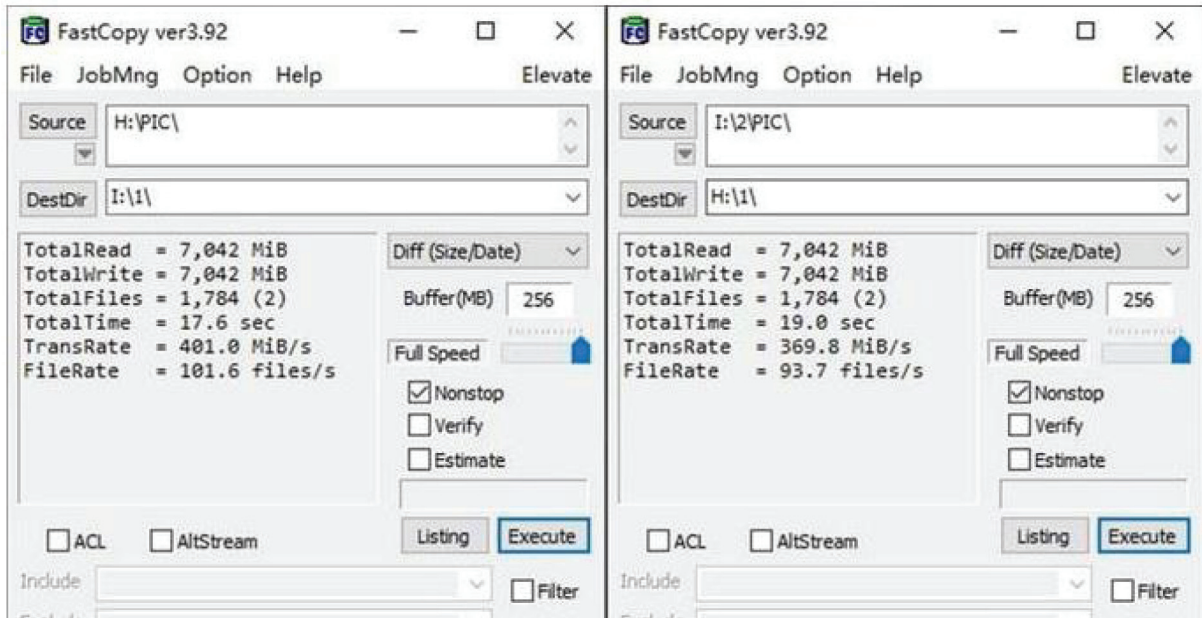 FastCopy ver3.92
File JobMng Option Help Elevate
Source H:\PIC\
DestDir I:\1\
TotalRead = 7,042 MiB
TotalWrite = 7,042 MiB
TotalFiles = 1,784 (2)
TotalTime = 17.6 sec
TransRate = 401.0 MiB/s
FileRate = 101.6 files/s
Diff (Size/Date)
Buffer(MB) 256
Full Speed
Nonstop
Verify
Estimate
Listing Execute
ACL AltStream
Include
Filter
FastCopy ver3.92
File JobMng Option Help Elevate
Source I:\2\PIC\
DestDir H:\1\
TotalRead = 7,042 MiB
TotalWrite = 7,042 MiB
TotalFiles = 1,784 (2)
TotalTime = 19.0 sec
TransRate = 369.8 MiB/s
FileRate = 93.7 files/s
Diff (Size/Date)
Buffer(MB) 256
Full Speed
Nonstop
Verify
Estimate
Listing Execute
ACL AltStream
Include
Filter